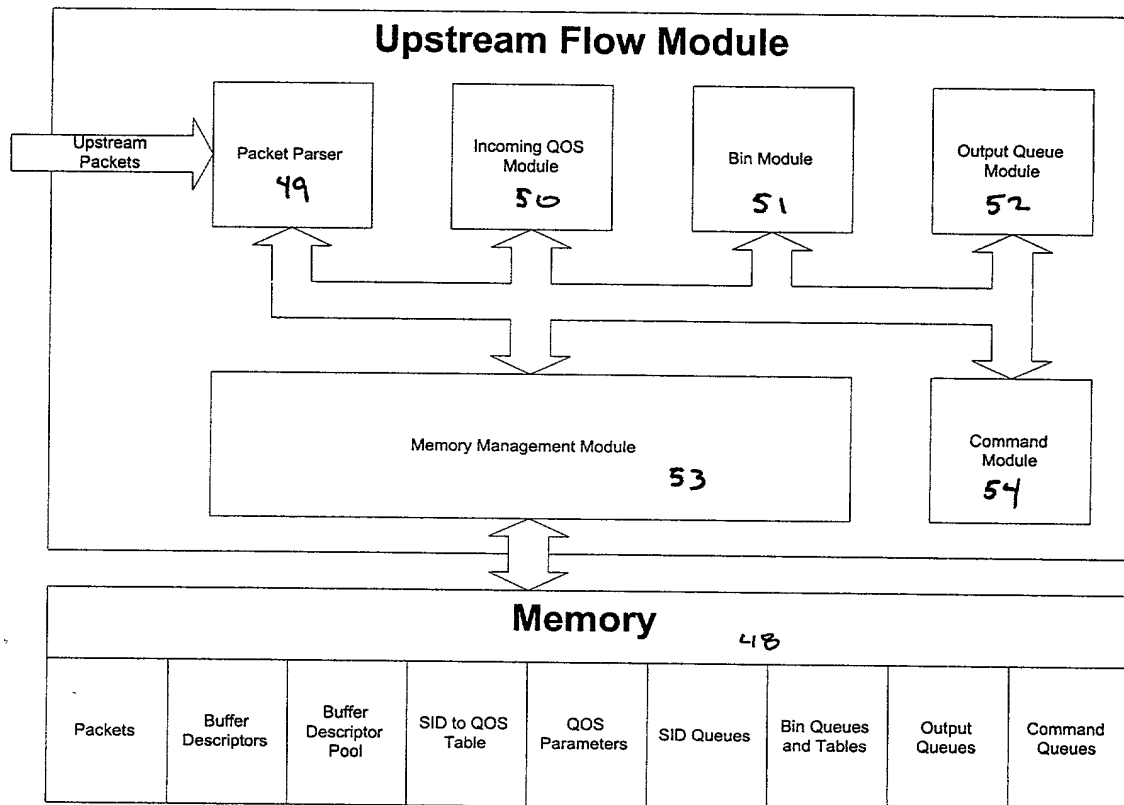 Upstream Flow Module
Upstream
Packets
Packet Parser
49
Incoming QOS
Module
50
Bin Module
51
Output Queue
Module
52
Memory Management Module
53
Command
Module
54
Memory
48
Packets
Buffer
Descriptors
Buffer
Descriptor
Pool
SID to QOS
Table
QOS
Parameters
SID Queues
Bin Queues
and Tables
Output
Queues
Command
Queues